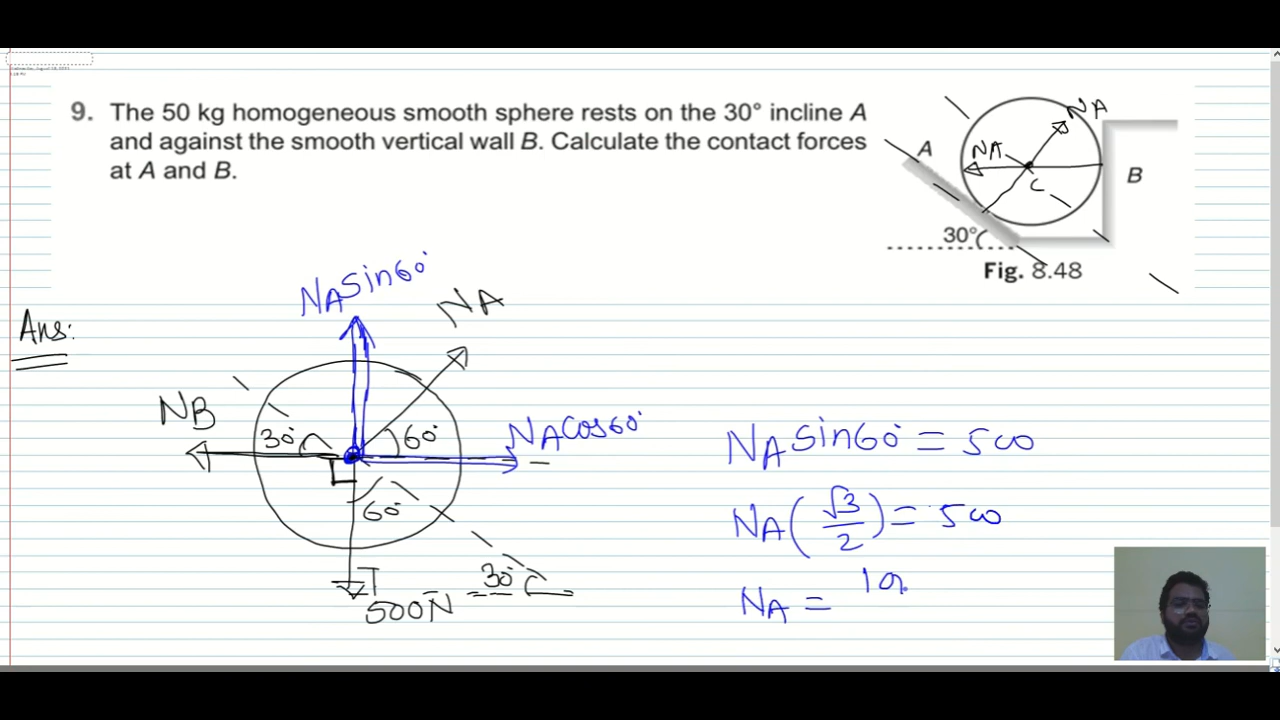 9. The 50 kg homogeneous smooth sphere rests on the 30° incline A
and against the smooth vertical wall B. Calculate the contact forces
at A and B.
NA
A
NA
B
C
30°
Fig. 8.48
Ans:
NA sin60°
NA
NB
30°
60°
NA cos60°
60°
30°
500N
NA sin60° = 500
NA (√3/2) = 500
NA = 10